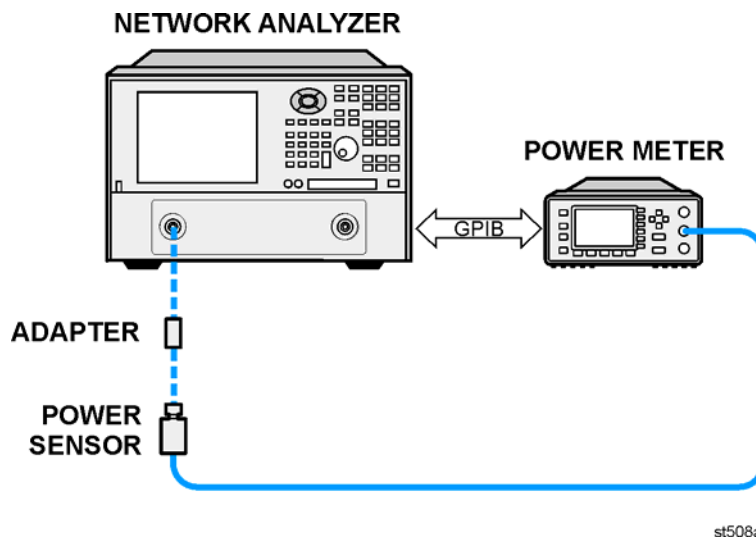 NETWORK ANALYZER
POWER METER
GPIB
ADAPTER
POWER
SENSOR
st508a